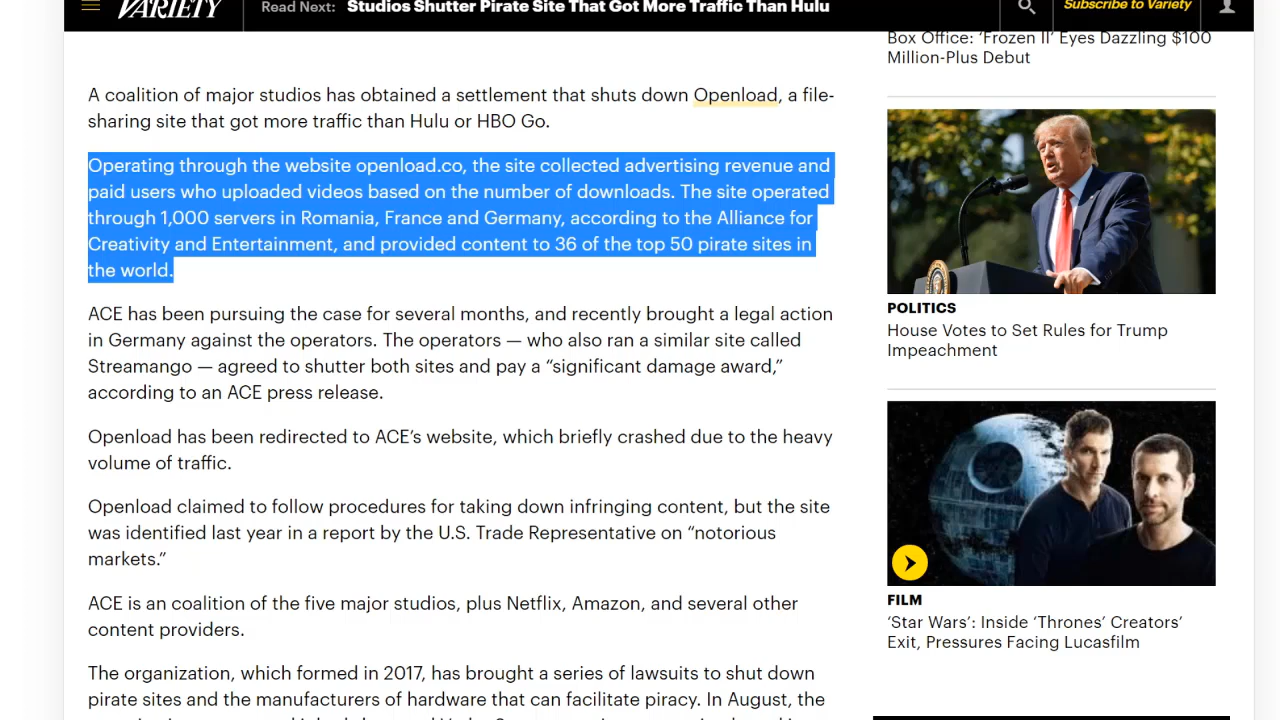 VARIETY
Read Next: Studios Shutter Pirate Site That Got More Traffic Than Hulu
Subscribe to Variety
A coalition of major studios has obtained a settlement that shuts down Openload, a file-
sharing site that got more traffic than Hulu or HBO Go.
Operating through the website openload.co, the site collected advertising revenue and
paid users who uploaded videos based on the number of downloads. The site operated
through 1,000 servers in Romania, France and Germany, according to the Alliance for
Creativity and Entertainment, and provided content to 36 of the top 50 pirate sites in
the world.
ACE has been pursuing the case for several months, and recently brought a legal action
in Germany against the operators. The operators — who also ran a similar site called
Streamango — agreed to shutter both sites and pay a “significant damage award,”
according to an ACE press release.
Openload has been redirected to ACE’s website, which briefly crashed due to the heavy
volume of traffic.
Openload claimed to follow procedures for taking down infringing content, but the site
was identified last year in a report by the U.S. Trade Representative on “notorious
markets.”
ACE is an coalition of the five major studios, plus Netflix, Amazon, and several other
content providers.
The organization, which formed in 2017, has brought a series of lawsuits to shut down
pirate sites and the manufacturers of hardware that can facilitate piracy. In August, the
Box Office: ‘Frozen II’ Eyes Dazzling $100
Million-Plus Debut
POLITICS
House Votes to Set Rules for Trump
Impeachment
FILM
‘Star Wars’: Inside ‘Thrones’ Creators’
Exit, Pressures Facing Lucasfilm